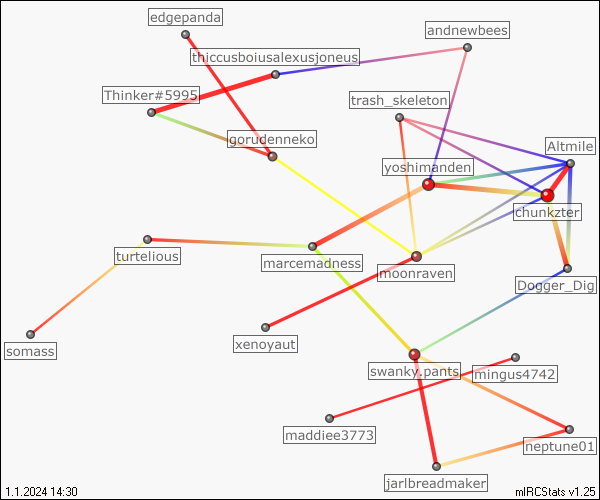 edgepanda
andnewbees
thiccusboiusalexusjoneus
Thinker#5995
trash_skeleton
gorudenneko
Altmile
yoshimanden
chunkzter
turtelious
marcemadness
moonraven
Dogger_Dig
xenoyaut
somass
swanky.pants
mingus4742
maddiee3773
neptune01
jarlbreadmaker
1.1.2024 14:30
mIRCStats v1.25